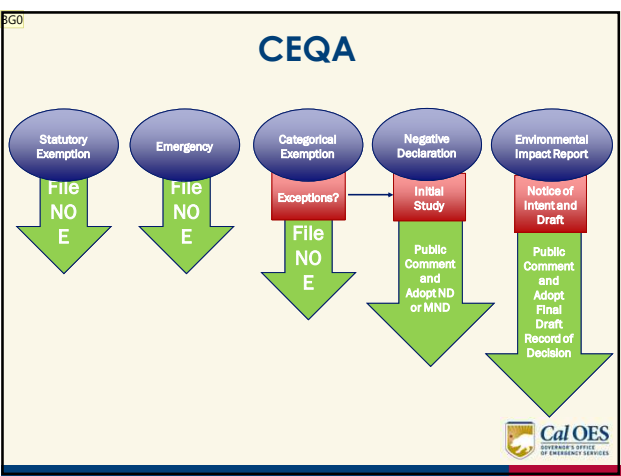 BG0
CEQA
Statutory
Exemption
File
NO
E
Emergency
File
NO
E
Categorical
Exemption
Exceptions?
File
NO
E
Negative
Declaration
Initial
Study
Public
Comment
and
Adopt ND
or MND
Environmental
Impact Report
Notice of
Intent and
Draft
Public
Comment
and
Adopt
Final
Draft
Record of
Decision
Cal OES
GOVERNOR'S OFFICE
OF EMERGENCY SERVICES